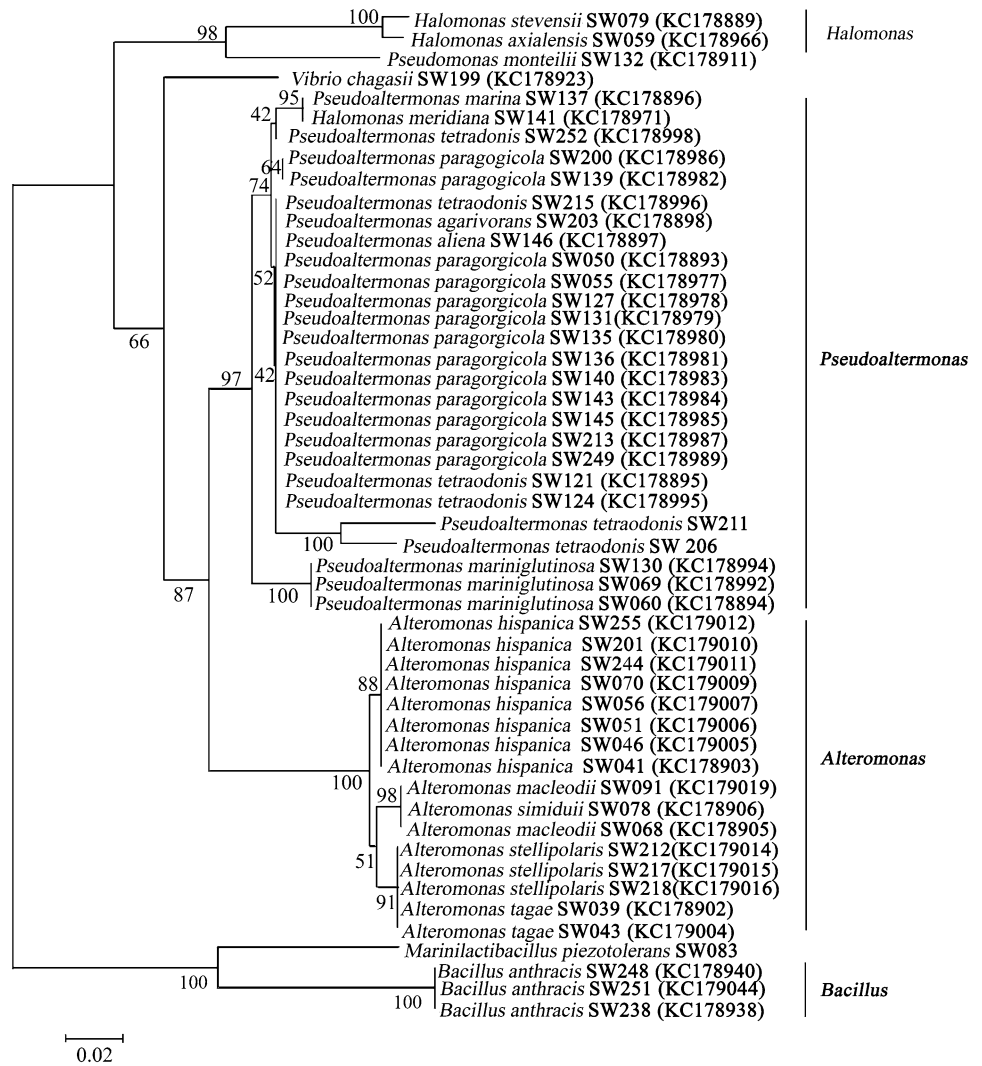 100
Halomonas stevensii SW079 (KC178889)
Halomonas axialensis SW059 (KC178966)
Halomonas
98
Pseudomonas monteilii SW132 (KC178911)
Vibrio chagasii SW199 (KC178923)
95
Pseudoaltermonas marina SW137 (KC178896)
42
Halomonas meridiana SW141 (KC178971)
Pseudoaltermonas tetradonis SW252 (KC178998)
Pseudoaltermonas paragogicola SW200 (KC178986)
64
Pseudoaltermonas paragogicola SW139 (KC178982)
74
Pseudoaltermonas tetraodonis SW215 (KC178996)
Pseudoaltermonas agarivorans SW203 (KC178898)
Pseudoaltermonas aliena SW146 (KC178897)
Pseudoaltermonas paragorgicola SW050 (KC178893)
52
Pseudoaltermonas paragorgicola SW055 (KC178977)
Pseudoaltermonas paragorgicola SW127 (KC178978)
Pseudoaltermonas paragorgicola SW131(KC178979)
66
Pseudoaltermonas paragorgicola SW135 (KC178980)
Pseudoaltermonas paragorgicola SW136 (KC178981)
Pseudoaltermonas
97
42
Pseudoaltermonas paragorgicola SW140 (KC178983)
Pseudoaltermonas paragorgicola SW143 (KC178984)
Pseudoaltermonas paragorgicola SW145 (KC178985)
Pseudoaltermonas paragorgicola SW213 (KC178987)
Pseudoaltermonas paragorgicola SW249 (KC178989)
Pseudoaltermonas tetraodonis SW121 (KC178895)
Pseudoaltermonas tetraodonis SW124 (KC178995)
Pseudoaltermonas tetraodonis SW211
100
Pseudoaltermonas tetraodonis SW 206
Pseudoaltermonas mariniglutinosa SW130 (KC178994)
Pseudoaltermonas mariniglutinosa SW069 (KC178992)
87
100
Pseudoaltermonas mariniglutinosa SW060 (KC178894)
Alteromonas hispanica SW255 (KC179012)
Alteromonas hispanica SW201 (KC179010)
Alteromonas hispanica SW244 (KC179011)
88
Alteromonas hispanica SW070 (KC179009)
Alteromonas hispanica SW056 (KC179007)
Alteromonas hispanica SW051 (KC179006)
Alteromonas hispanica SW046 (KC179005)
Alteromonas
Alteromonas hispanica SW041 (KC178903)
100
Alteromonas macleodii SW091 (KC179019)
98
Alteromonas simiduii SW078 (KC178906)
Alteromonas macleodii SW068 (KC178905)
Alteromonas stellipolaris SW212(KC179014)
51
Alteromonas stellipolaris SW217(KC179015)
Alteromonas stellipolaris SW218(KC179016)
91
Alteromonas tagae SW039 (KC178902)
Alteromonas tagae SW043 (KC179004)
Marinilactibacillus piezotolerans SW083
Bacillus anthracis SW248 (KC178940)
100
Bacillus anthracis SW251 (KC179044)
Bacillus
100
Bacillus anthracis SW238 (KC178938)
0.02